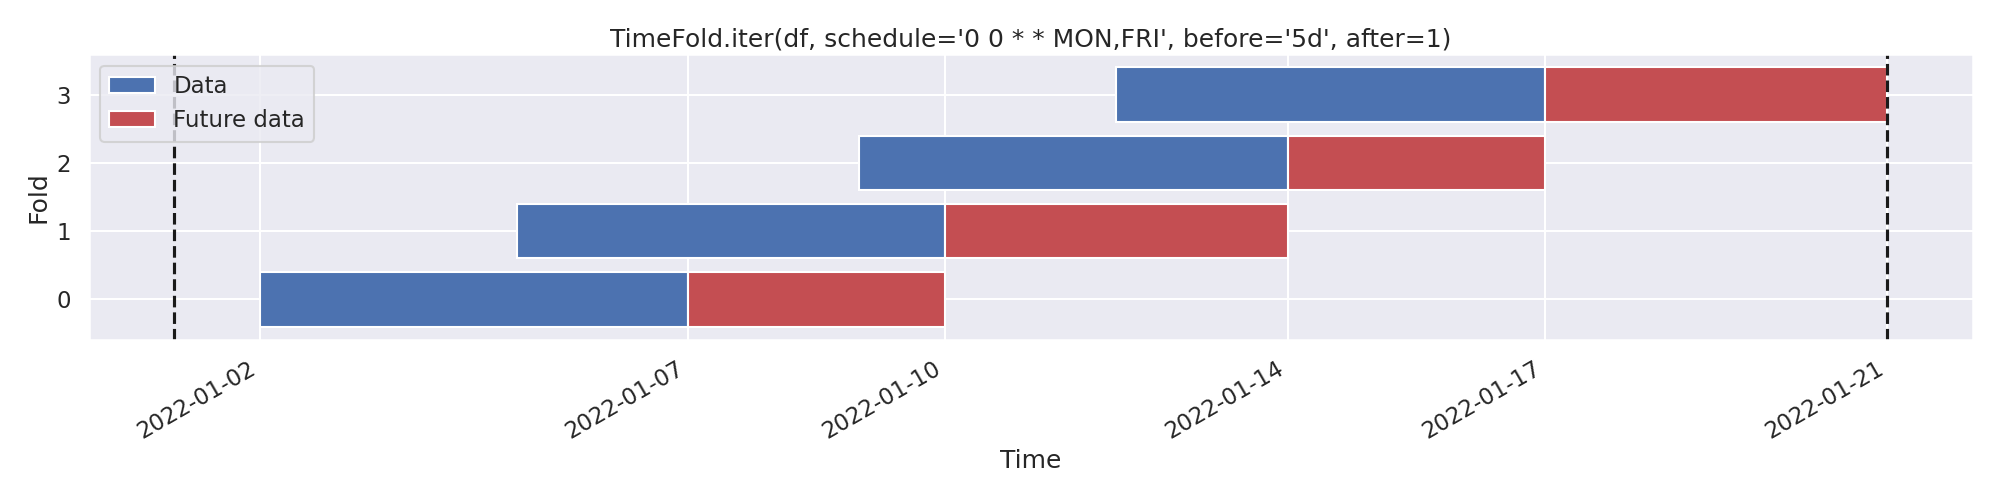 TimeFold.iter(df, schedule='0 0 * * MON,FRI', before='5d', after=1)
Data
Future data
Fold
3
2
1
0
2022-01-02
2022-01-07
2022-01-10
2022-01-14
2022-01-17
2022-01-21
Time